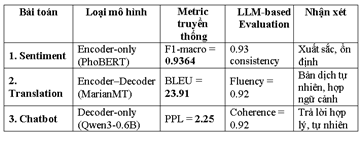 Bài toán Loại mô hình Metric truyền thống LLM-based Evaluation Nhận xét
1. Sentiment Encoder-only (PhoBERT) F1-macro = 0.9364 0.93 consistency Xuất sắc, ổn định
2. Translation Encoder–Decoder (MarianMT) BLEU = 23.91 Fluency = 0.92 Bản dịch tự nhiên, hợp ngữ cảnh
3. Chatbot Decoder-only (Qwen3-0.6B) PPL = 2.25 Coherence = 0.92 Trả lời hợp lý, tự nhiên